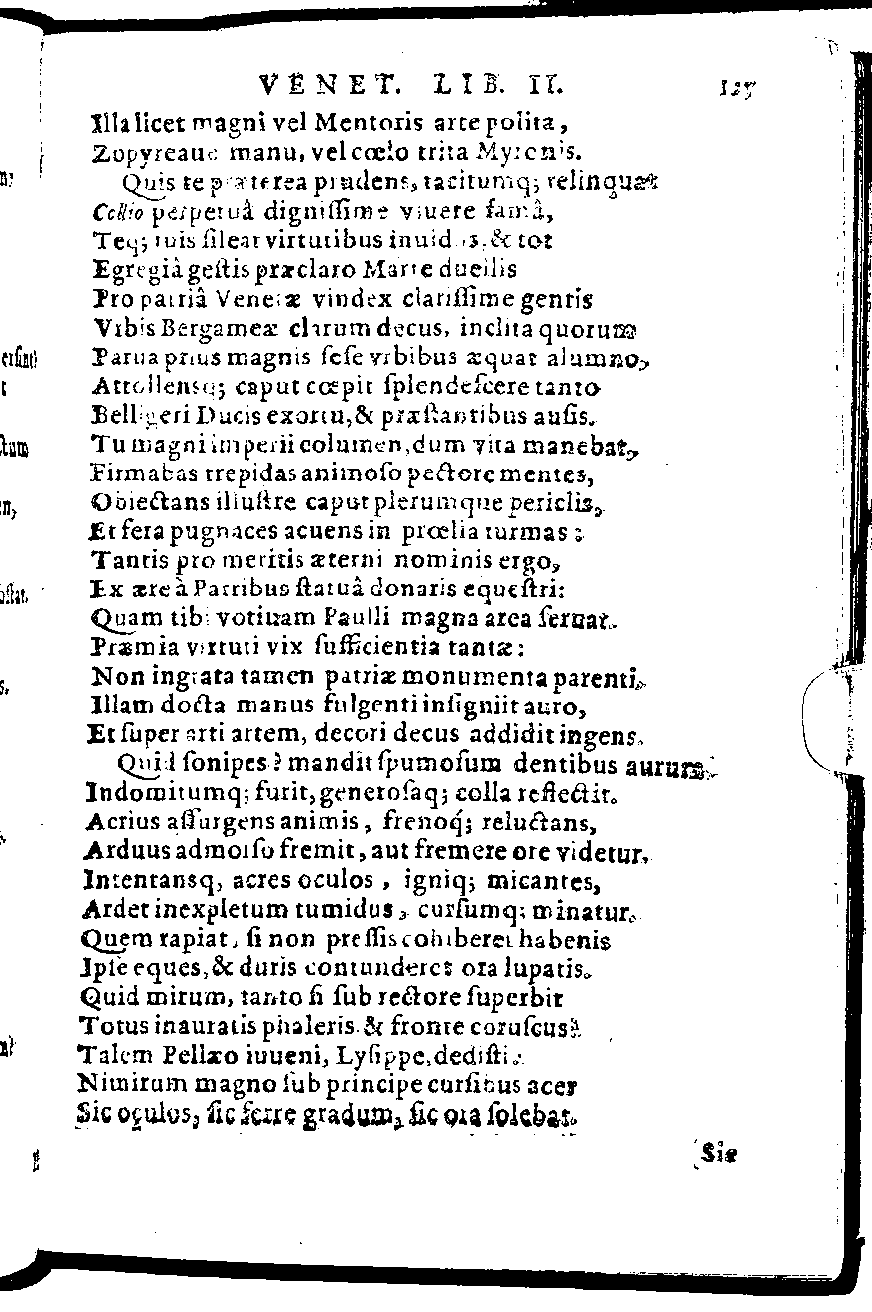 VENET. LIB. II. 127
Illa licet magni vel Mentoris arte polita,
Zopyreaue manu, vel cœlo trita Myronis.
Quis te præterea prudens, tacitumq; relinquat
Collio perpetuâ dignissime viuere famâ,
Teq; tuis sileat virtutibus & tot
Egregiâ gestis præclaro Marte duellis
Pro patriâ Venetæ vindex clarissime gentis
Vrbis Bergameæ clarum decus, inclita quorum
Parua prius magnis sese vrbibus æquat alumno,
Attollensq; caput cœpit splendescere tanto
Belligeri Ducis exortu, & præstantibus ausis.
Tu magni imperii columen, dum vita manebat,
Firmabas trepidas animoso pectore mentes,
Obiectans illustre caput plerumque periclis,
Et fera pugnaces acuens in prœlia turmas:
Tantis pro meritis æterni nominis ergo,
Ex ære à Patribus statuâ donaris equestri:
Quam tibi votiuam Paulli magna area seruat.
Præmia virtuti vix sufficientia tantæ:
Non ingrata tamen patriæ monumenta parenti.
Illam docta manus fulgenti insigniit auro,
Et super arti artem, decori decus addidit ingens.
Quid sonipes? mandit spumosum dentibus aurum,
Indomitumq; furit, generosaq; colla reflectit.
Acrius assurgens animis, frenoq́; reluctans,
Arduus admorso fremit, aut fremere ore videtur.
Intentansq, acres oculos, igniq; micantes,
Ardet inexpletum tumidus, cursumq; minatur.
Quem rapiat, si non pressis cohiberet habenis
Ipse eques, & duris contunderet ora lupatis.
Quid mirum, tanto si sub rectore superbit
Totus inauratis phaleris. & fronte coruscus?
Talem Pellæo iuueni, Lysippe, dedisti.
Nimirum magno sub principe cursibus acer
Sic oculos, sic ferre gradum, sic ora solebat.
Sic